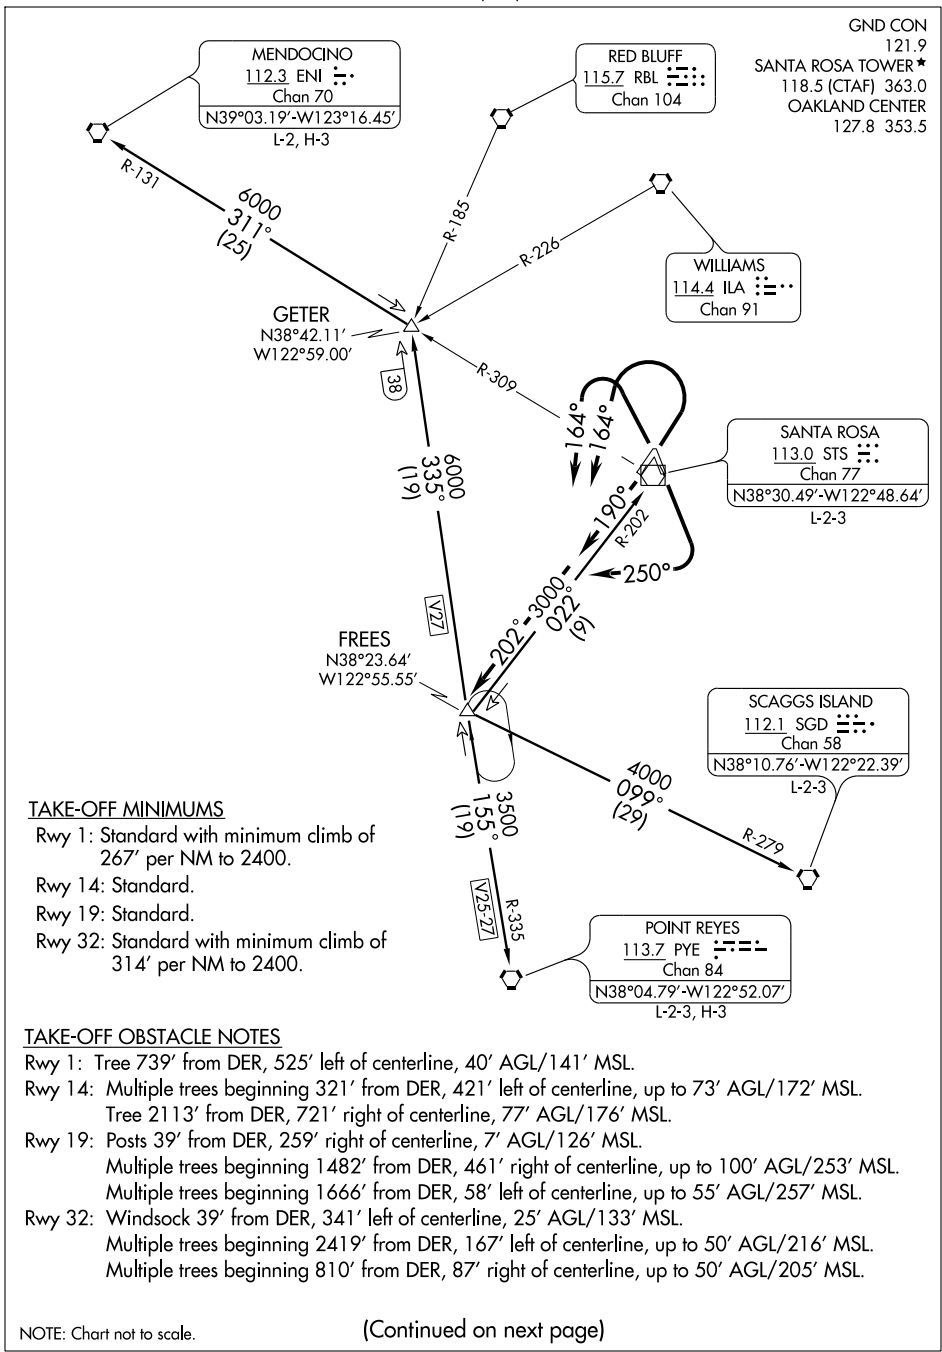 GND CON
121.9
SANTA ROSA TOWER★
118.5 (CTAF) 363.0
OAKLAND CENTER
127.8 353.5
MENDOCINO
112.3 ENI
Chan 70
N39°03.19′-W123°16.45′
L-2, H-3
RED BLUFF
115.7 RBL
Chan 104
R-131
6000
311°
(25)
R-185
R-226
WILLIAMS
114.4 ILA
Chan 91
GETER
N38°42.11′
W122°59.00′
38
R-309
164°
164°
SANTA ROSA
113.0 STS
Chan 77
N38°30.49′-W122°48.64′
L-2-3
6000
335°
(19)
190°
R-202
250°
3000
022°
(9)
202°
V27
FREES
N38°23.64′
W122°55.55′
SCAGGS ISLAND
112.1 SGD
Chan 58
N38°10.76′-W122°22.39′
L-2-3
4000
099°
(29)
R-279
3500
155°
(19)
V25-27
R-335
POINT REYES
113.7 PYE
Chan 84
N38°04.79′-W122°52.07′
L-2-3, H-3
TAKE-OFF MINIMUMS
Rwy 1: Standard with minimum climb of
267′ per NM to 2400.
Rwy 14: Standard.
Rwy 19: Standard.
Rwy 32: Standard with minimum climb of
314′ per NM to 2400.
TAKE-OFF OBSTACLE NOTES
Rwy 1: Tree 739′ from DER, 525′ left of centerline, 40′ AGL/141′ MSL.
Rwy 14: Multiple trees beginning 321′ from DER, 421′ left of centerline, up to 73′ AGL/172′ MSL.
Tree 2113′ from DER, 721′ right of centerline, 77′ AGL/176′ MSL.
Rwy 19: Posts 39′ from DER, 259′ right of centerline, 7′ AGL/126′ MSL.
Multiple trees beginning 1482′ from DER, 461′ right of centerline, up to 100′ AGL/253′ MSL.
Multiple trees beginning 1666′ from DER, 58′ left of centerline, up to 55′ AGL/257′ MSL.
Rwy 32: Windsock 39′ from DER, 341′ left of centerline, 25′ AGL/133′ MSL.
Multiple trees beginning 2419′ from DER, 167′ left of centerline, up to 50′ AGL/216′ MSL.
Multiple trees beginning 810′ from DER, 87′ right of centerline, up to 50′ AGL/205′ MSL.
NOTE: Chart not to scale.
(Continued on next page)